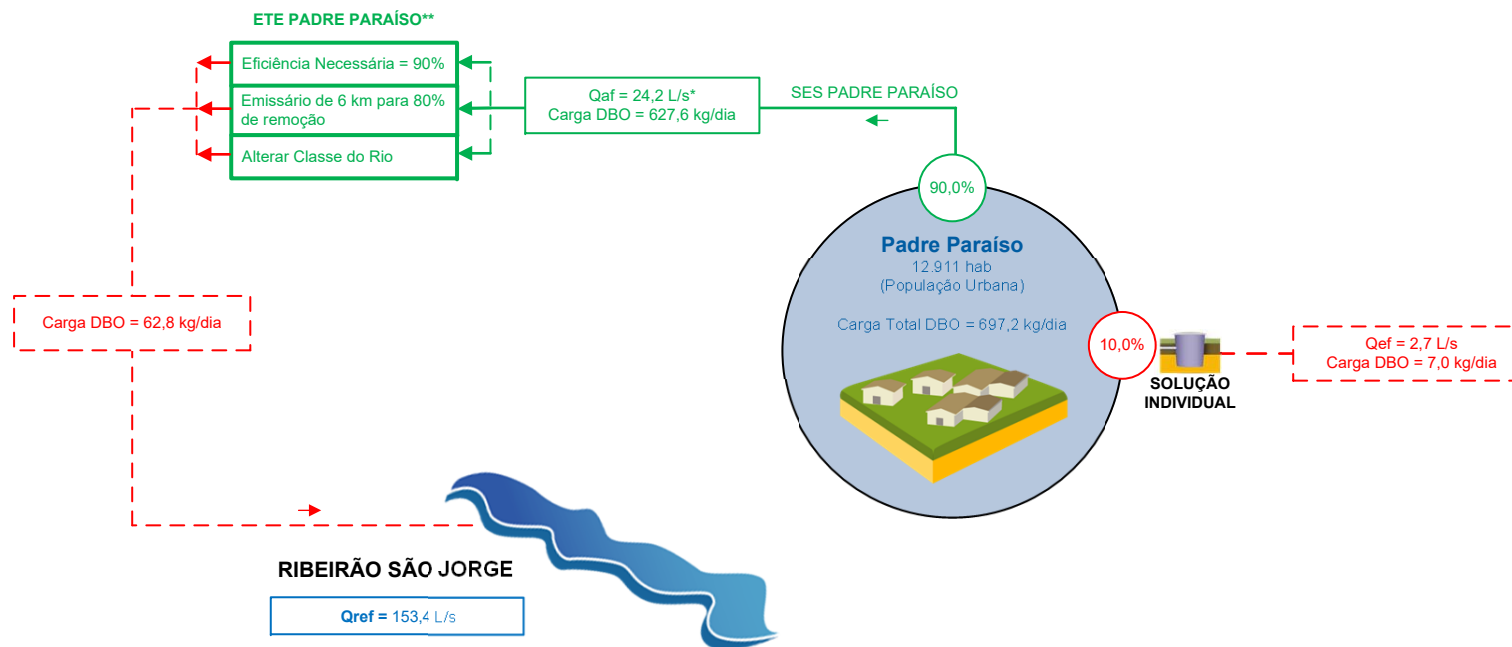 ETE PADRE PARAÍSO**
Eficiência Necessária = 90%
Emissário de 6 km para 80%
de remoção
Alterar Classe do Rio
Qaf = 24,2 L/s*
Carga DBO = 627,6 kg/dia
SES PADRE PARAÍSO
90,0%
Padre Paraíso
12.911 hab
(População Urbana)
Carga Total DBO = 697,2 kg/dia
10,0%
SOLUÇÃO
INDIVIDUAL
Qef = 2,7 L/s
Carga DBO = 7,0 kg/dia
Carga DBO = 62,8 kg/dia
RIBEIRÃO SÃO JORGE
Qref = 153,4 L/s